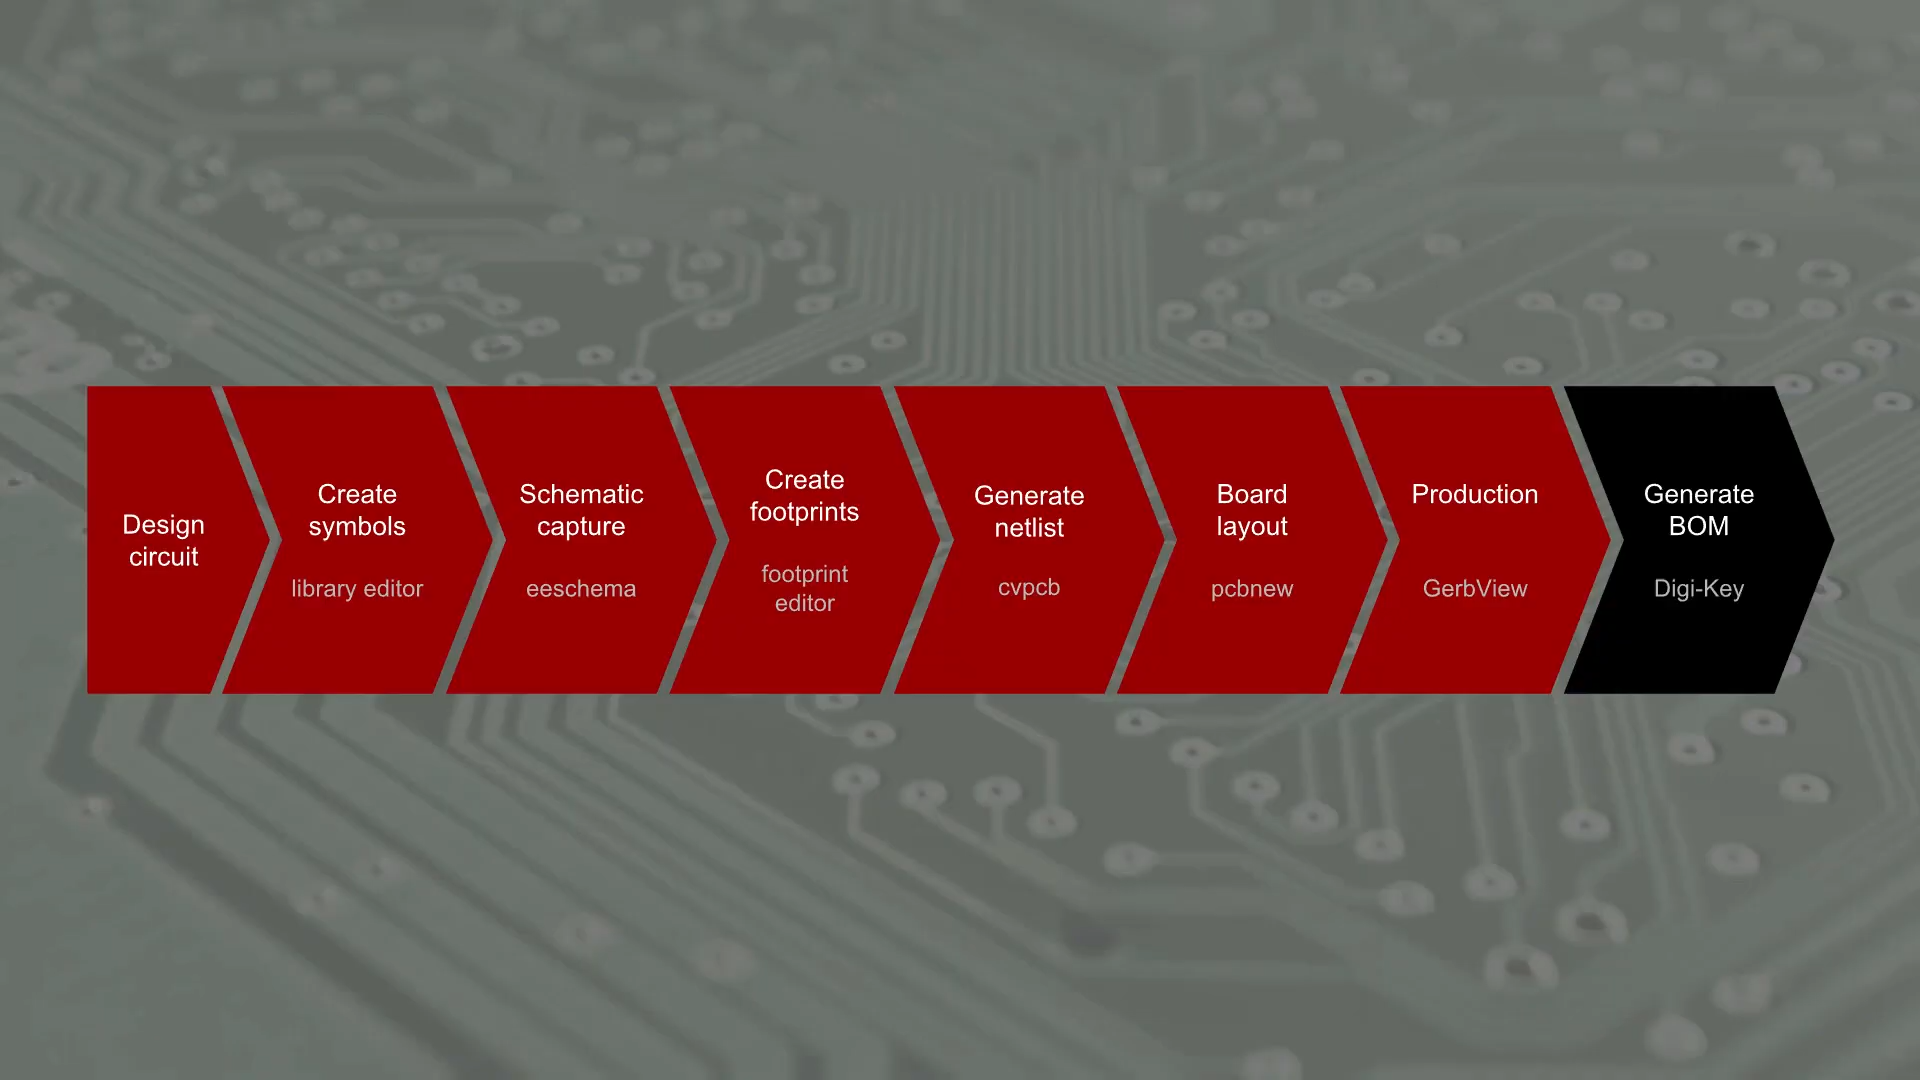 Design
circuit
Create
symbols
library editor
Schematic
capture
eeschema
Create
footprints
footprint
editor
Generate
netlist
cvpcb
Board
layout
pcbnew
Production
GerbView
Generate
BOM
Digi-Key